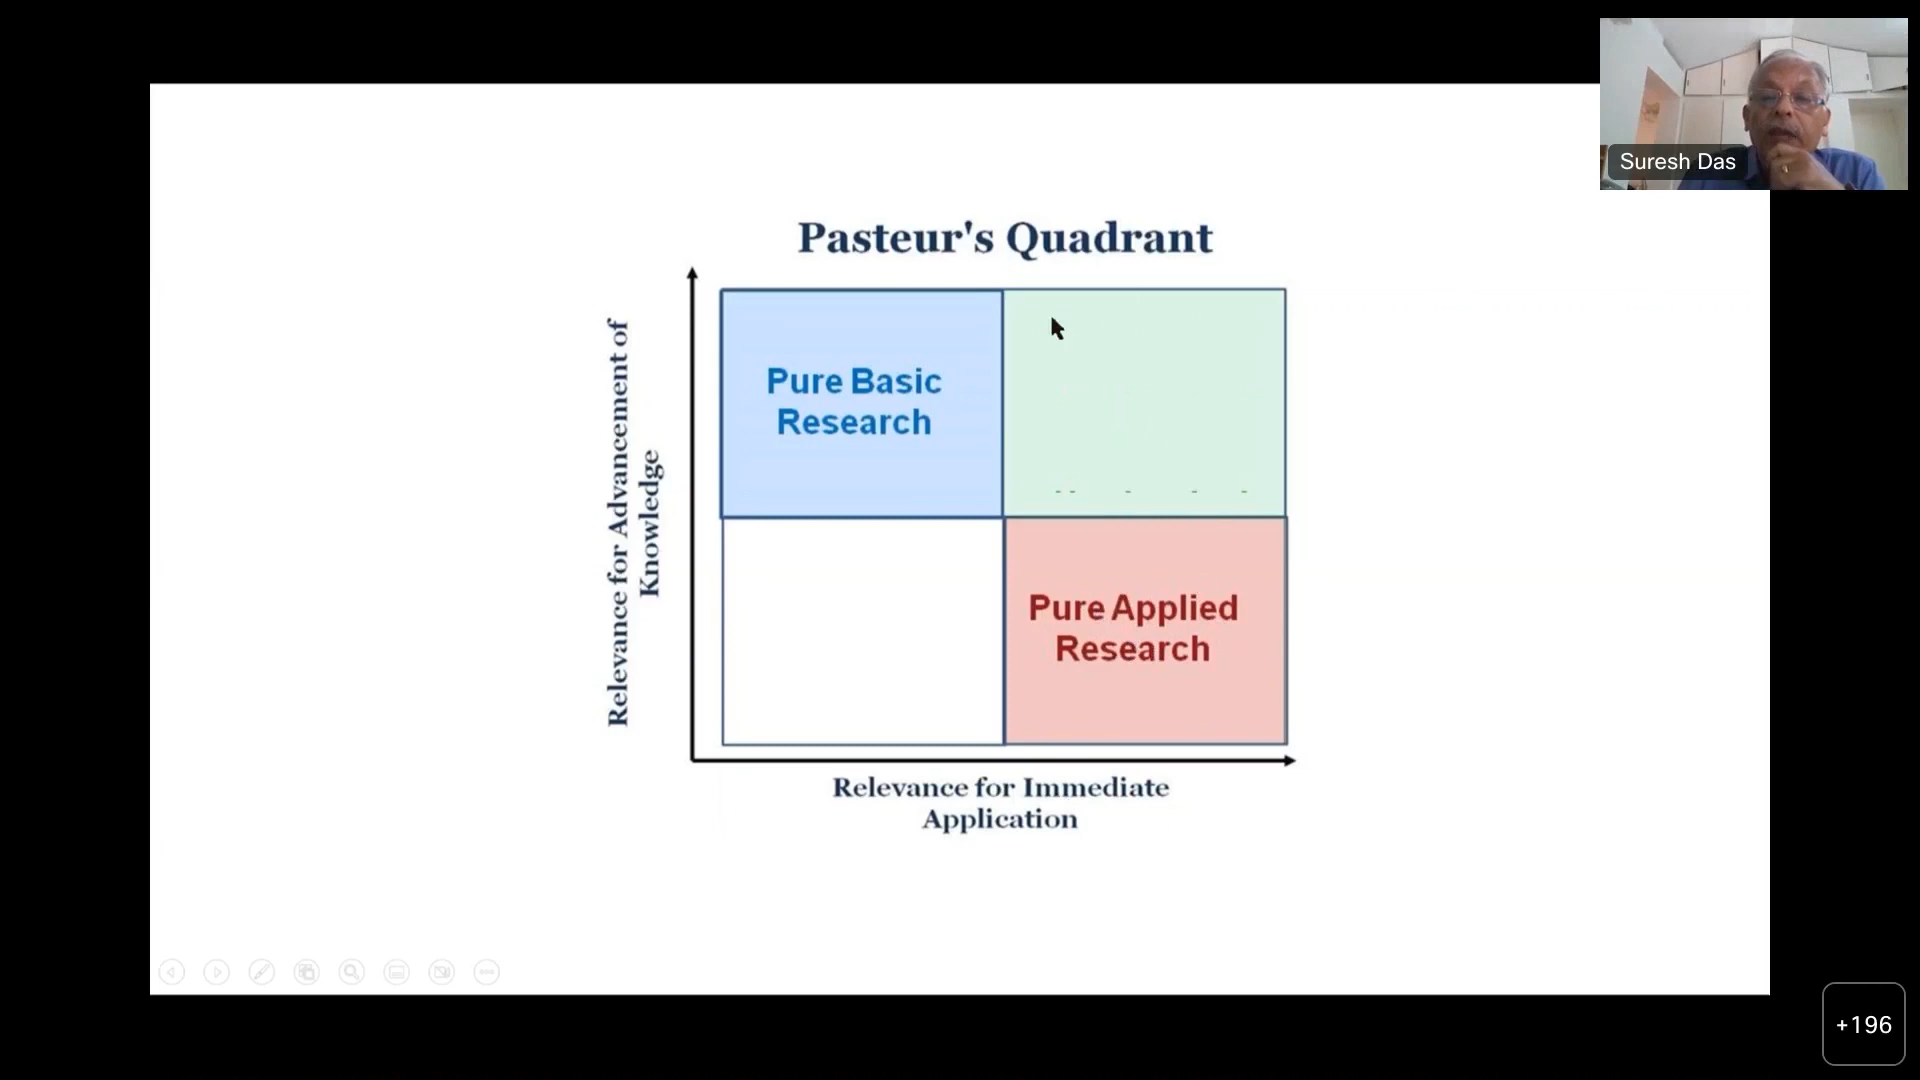 Suresh Das
Pasteur's Quadrant
Relevance for Advancement of
Knowledge
Pure Basic
Research
Pure Applied
Research
Relevance for Immediate
Application
+196